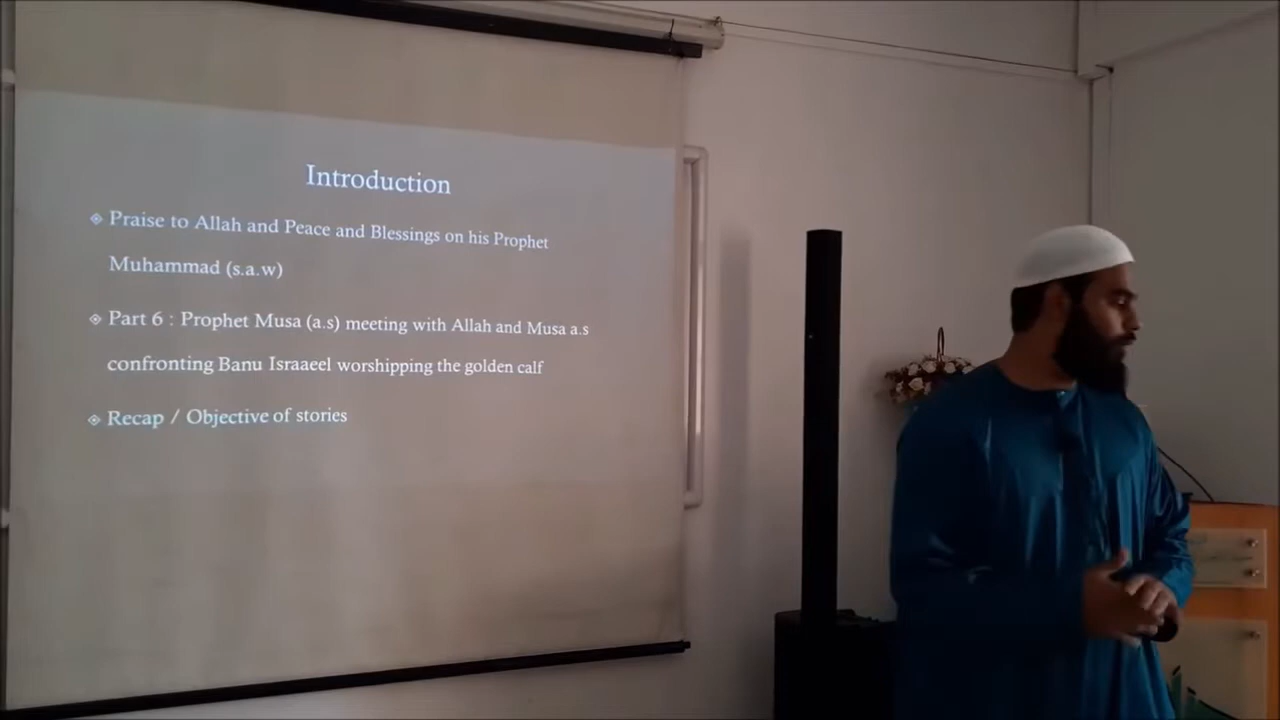 Introduction
Praise to Allah and Peace and Blessings on his Prophet
Muhammad (s.a.w)
Part 6 : Prophet Musa (a.s) meeting with Allah and Musa a.s
confronting Banu Israaeel worshipping the golden calf
Recap / Objective of stories